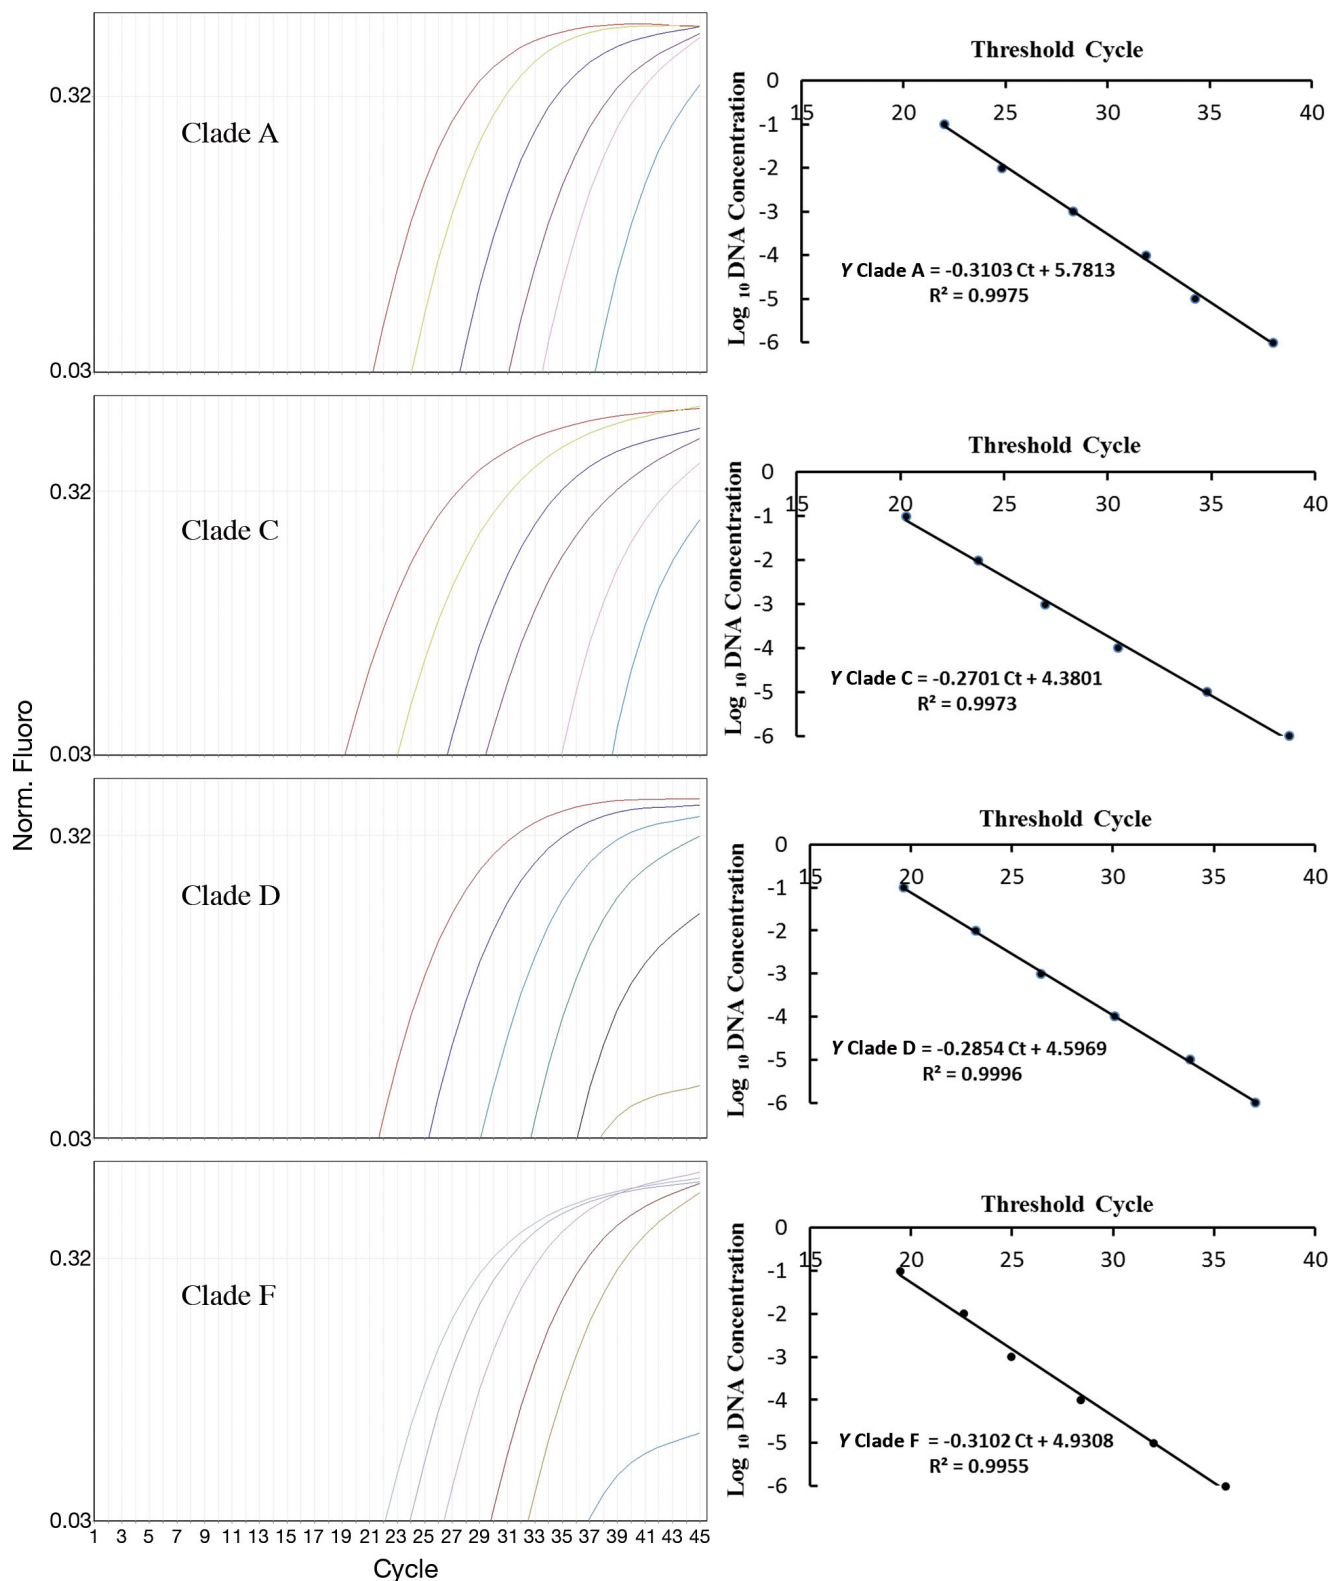 Norm. Fluoro
0.32
Clade A
0.03
Threshold Cycle
0
15 20 25 30 35 40
-1
-2
-3
-4
-5
-6
Log 10 DNA Concentration
Y Clade A = -0.3103 Ct + 5.7813
R² = 0.9975
0.32
Clade C
0.03
Threshold Cycle
0
15 20 25 30 35 40
-1
-2
-3
-4
-5
-6
Log 10 DNA Concentration
Y Clade C = -0.2701 Ct + 4.3801
R² = 0.9973
0.32
Clade D
0.03
Threshold Cycle
0
15 20 25 30 35 40
-1
-2
-3
-4
-5
-6
Log 10 DNA Concentration
Y Clade D = -0.2854 Ct + 4.5969
R² = 0.9996
0.32
Clade F
0.03
1 3 5 7 9 11 13 15 17 19 21 23 25 27 29 31 33 35 37 39 41 43 45
Cycle
Threshold Cycle
0
15 20 25 30 35 40
-1
-2
-3
-4
-5
-6
Log 10 DNA Concentration
Y Clade F = -0.3102 Ct + 4.9308
R² = 0.9955